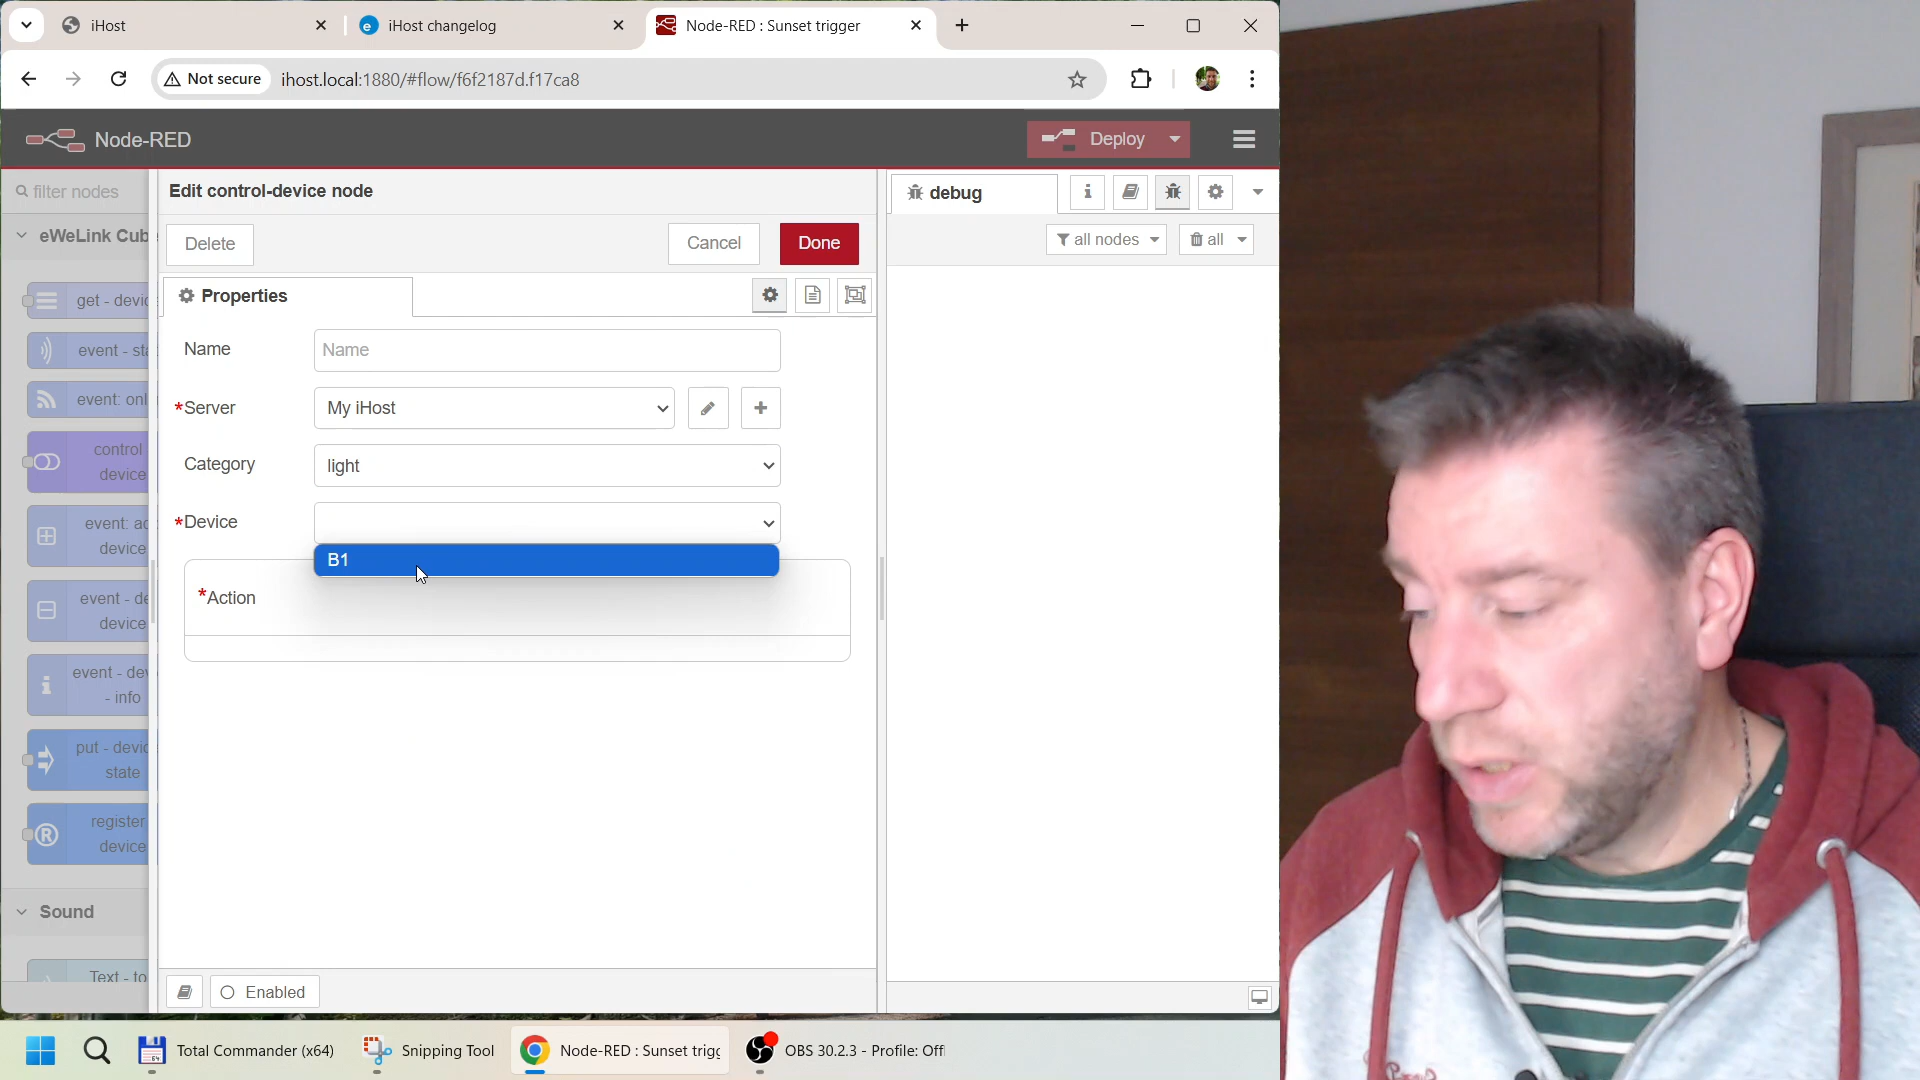 iHost
iHost changelog
Node-RED : Sunset trigger
Not secure
ihost.local:1880/#flow/f6f2187d.f17ca8
Node-RED
Deploy
filter nodes
Edit control-device node
debug
eWeLink Cub
Delete
Cancel
Done
all nodes
all
get - devic
Properties
event - sta
Name
Name
event: onl
*Server
My iHost
control
device
Category
light
*Device
event: ad
device
B1
*Action
event - de
device
event - dev
- info
put - devic
state
register
device
Sound
Text - to
Enabled
64
Total Commander (x64)
Snipping Tool
Node-RED : Sunset trigg
OBS 30.2.3 - Profile: Off